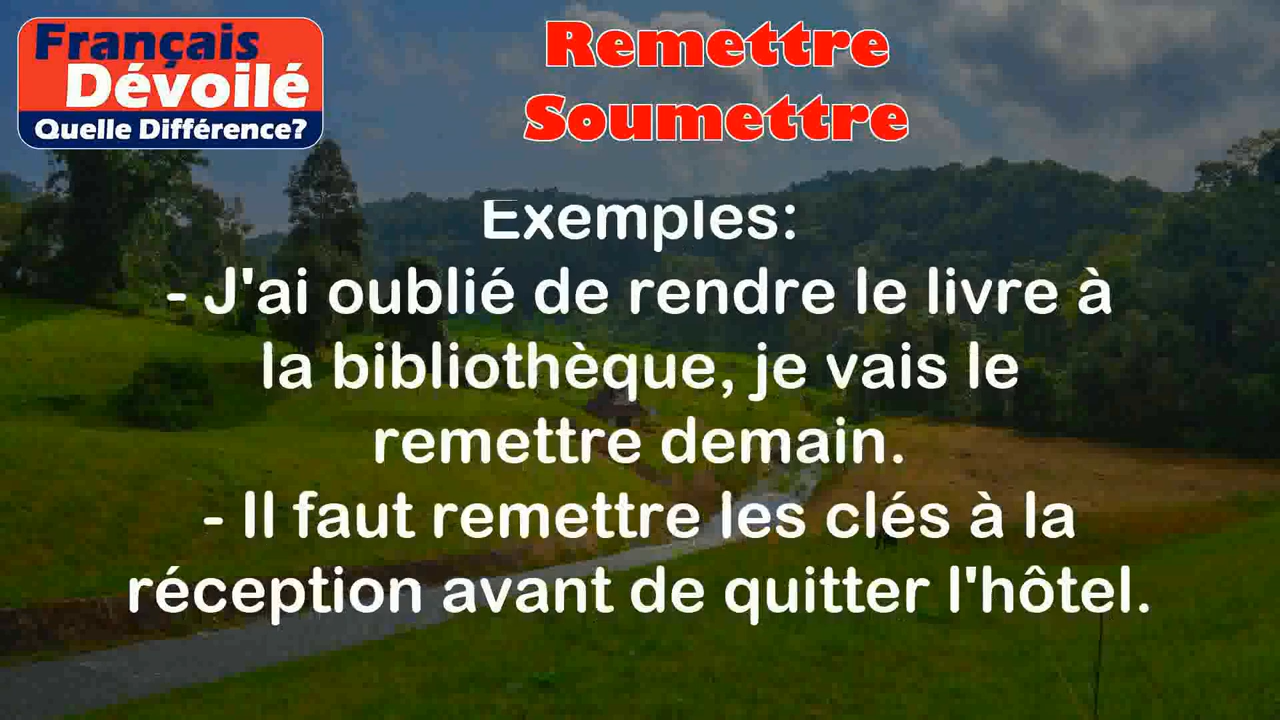 Français
Dévoilé
Quelle Différence?
Remettre
Soumettre
Exemples:
- J'ai oublié de rendre le livre à
la bibliothèque, je vais le
remettre demain.
- Il faut remettre les clés à la
réception avant de quitter l'hôtel.